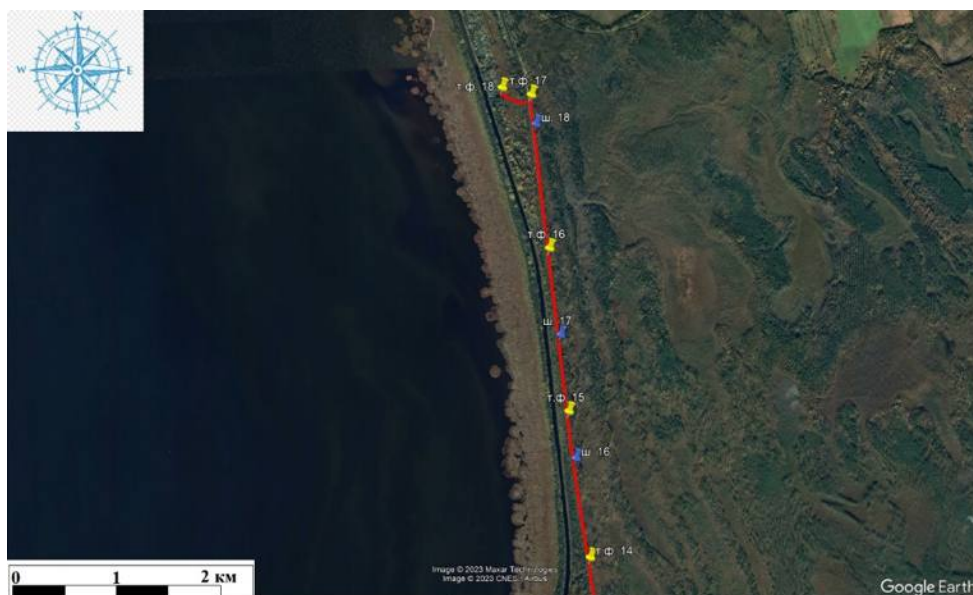 N
W E
S
т.ф. 18
т.ф. 17
ш. 18
т.ф. 16
ш. 17
т.ф. 15
ш. 16
т.ф. 14
0 1 2 км
Image © 2023 Maxar Technologies
Image © 2023 CNES / Airbus
Google Earth